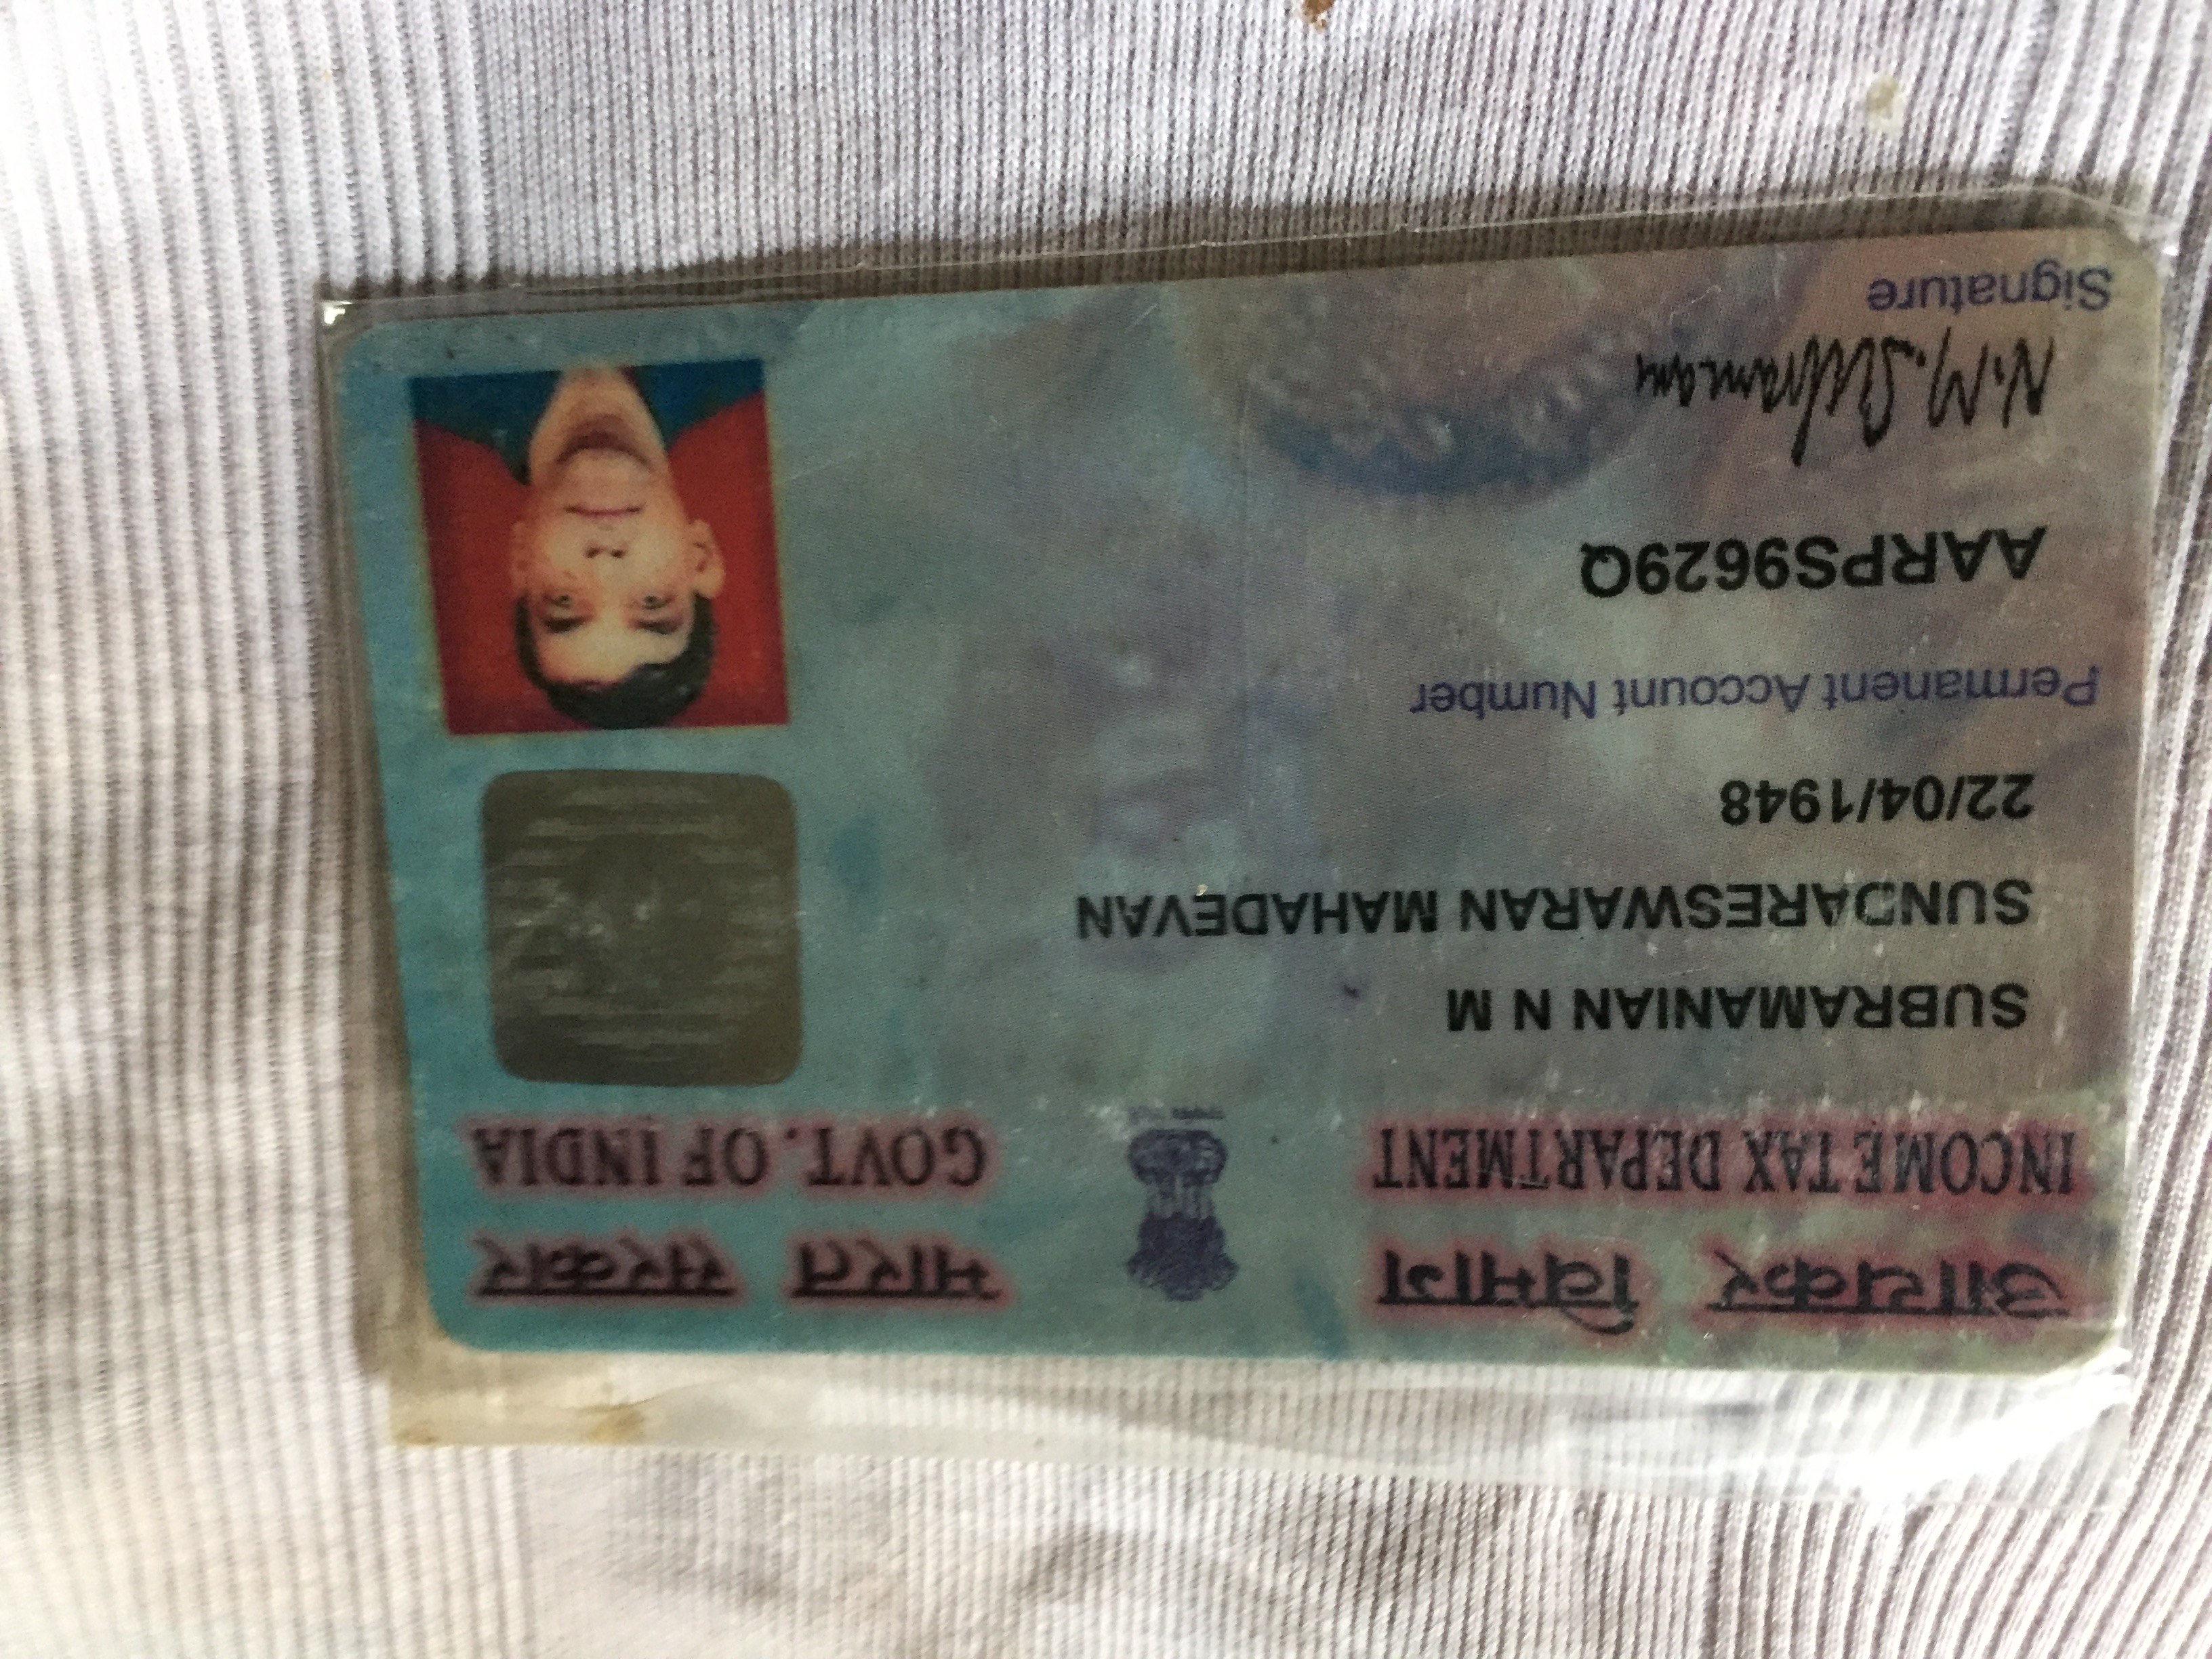 आयकर विभाग
INCOME TAX DEPARTMENT
भारत सरकार
GOVT. OF INDIA
SUBRAMANIAN N M
SUNDARESWARAN MAHADEVAN
22/04/1948
Permanent Account Number
AARPS9629Q
N.M. Subramani
Signature